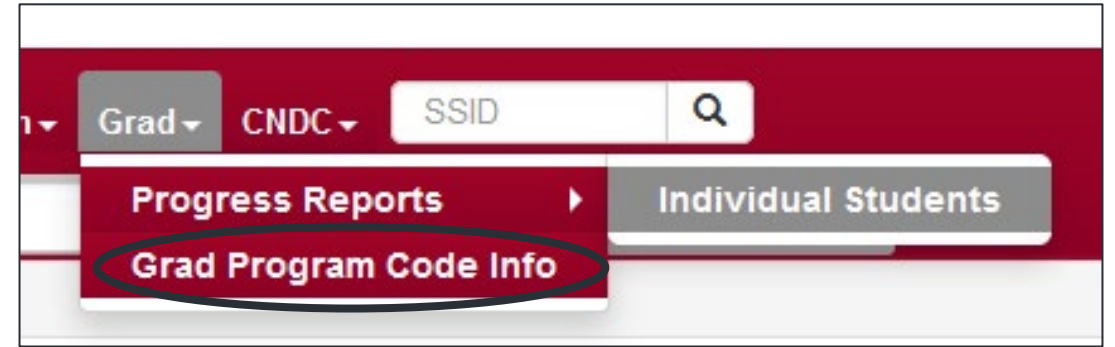 Grad CNDC SSID
Progress Reports Individual Students
Grad Program Code Info